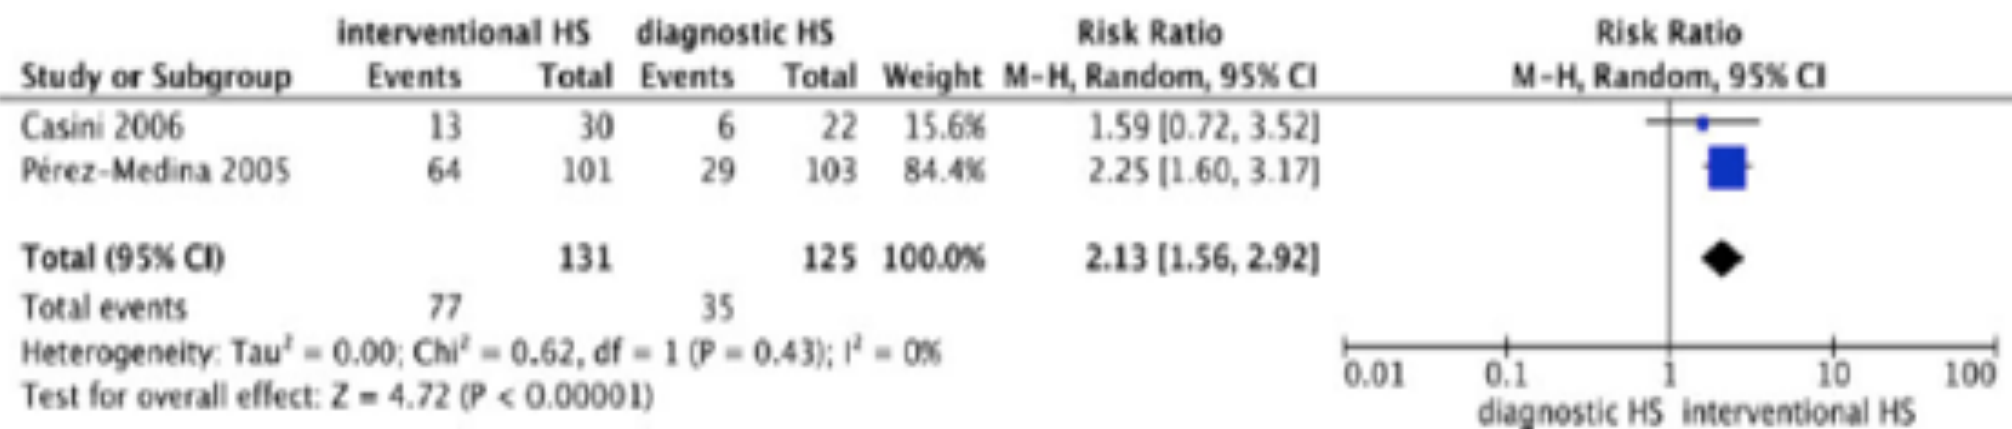 interventional HS diagnostic HS Risk Ratio Risk Ratio
Study or Subgroup Events Total Events Total Weight M-H, Random, 95% CI M-H, Random, 95% CI
Casini 2006 13 30 6 22 15.6% 1.59 [0.72, 3.52]
Pérez-Medina 2005 64 101 29 103 84.4% 2.25 [1.60, 3.17]
Total (95% CI) 131 125 100.0% 2.13 [1.56, 2.92]
Total events 77 35
Heterogeneity: Tau² = 0.00; Chi² = 0.62, df = 1 (P = 0.43); I² = 0%
Test for overall effect: Z = 4.72 (P < 0.00001)
0.01 0.1 1 10 100
diagnostic HS interventional HS